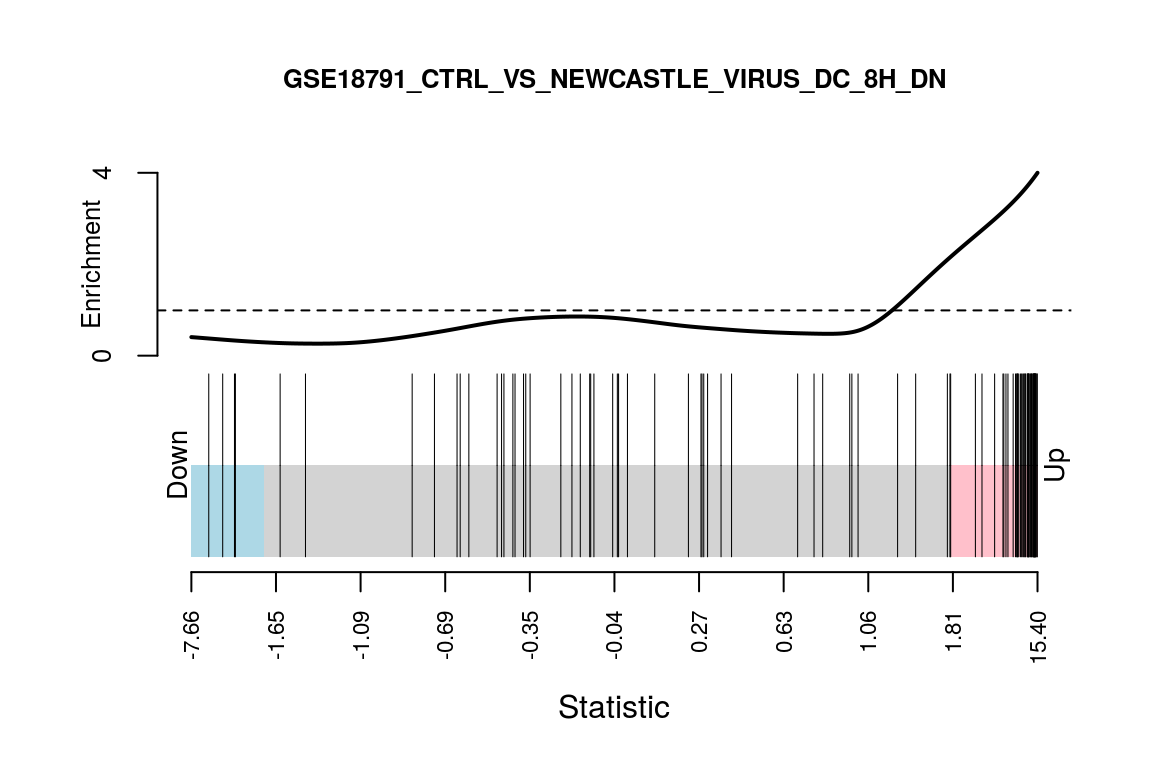 GSE18791_CTRL_VS_NEWCASTLE_VIRUS_DC_8H_DN
4
Enrichment
0
Down
Up
-7.66
-1.65
-1.09
-0.69
-0.35
-0.04
0.27
0.63
1.06
1.81
15.40
Statistic